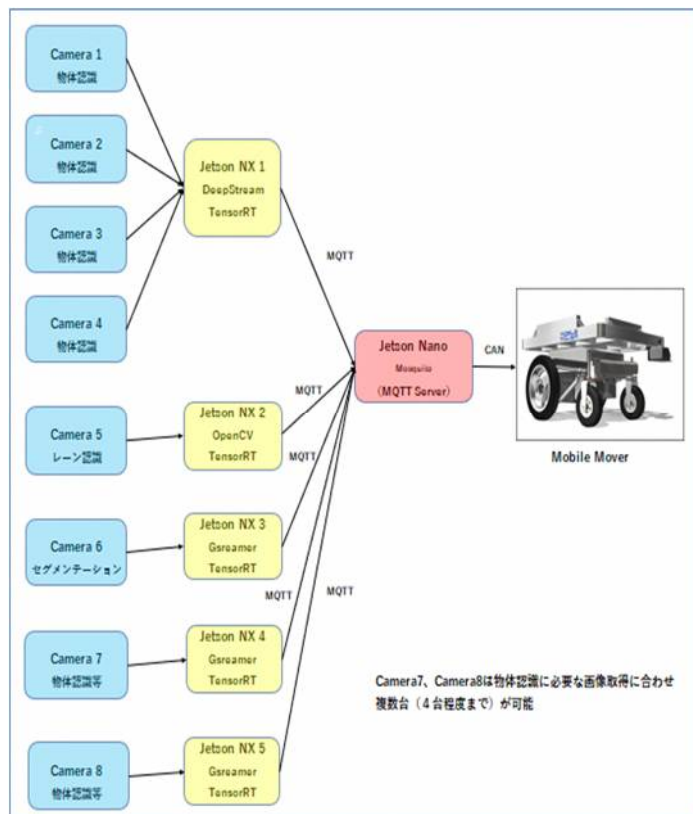 Camera 1
物体認識
Camera 2
物体認識
Camera 3
物体認識
Camera 4
物体認識
Jetson NX 1
DeepStream
TensorRT
MQTT
Jetson Nano
Mosquito
（MQTT Server）
CAN
Mobile Mover
MQTT
Camera 5
レーン認識
Jetson NX 2
OpenCV
TensorRT
MQTT
Camera 6
セグメンテーション
Jetson NX 3
Gsreamer
TensorRT
MQTT
MQTT
Camera 7
物体認識等
Jetson NX 4
Gsreamer
TensorRT
Camera7、Camera8は物体認識に必要な画像取得に合わせ
複数台（４台程度まで）が可能
Camera 8
物体認識等
Jetson NX 5
Gsreamer
TensorRT